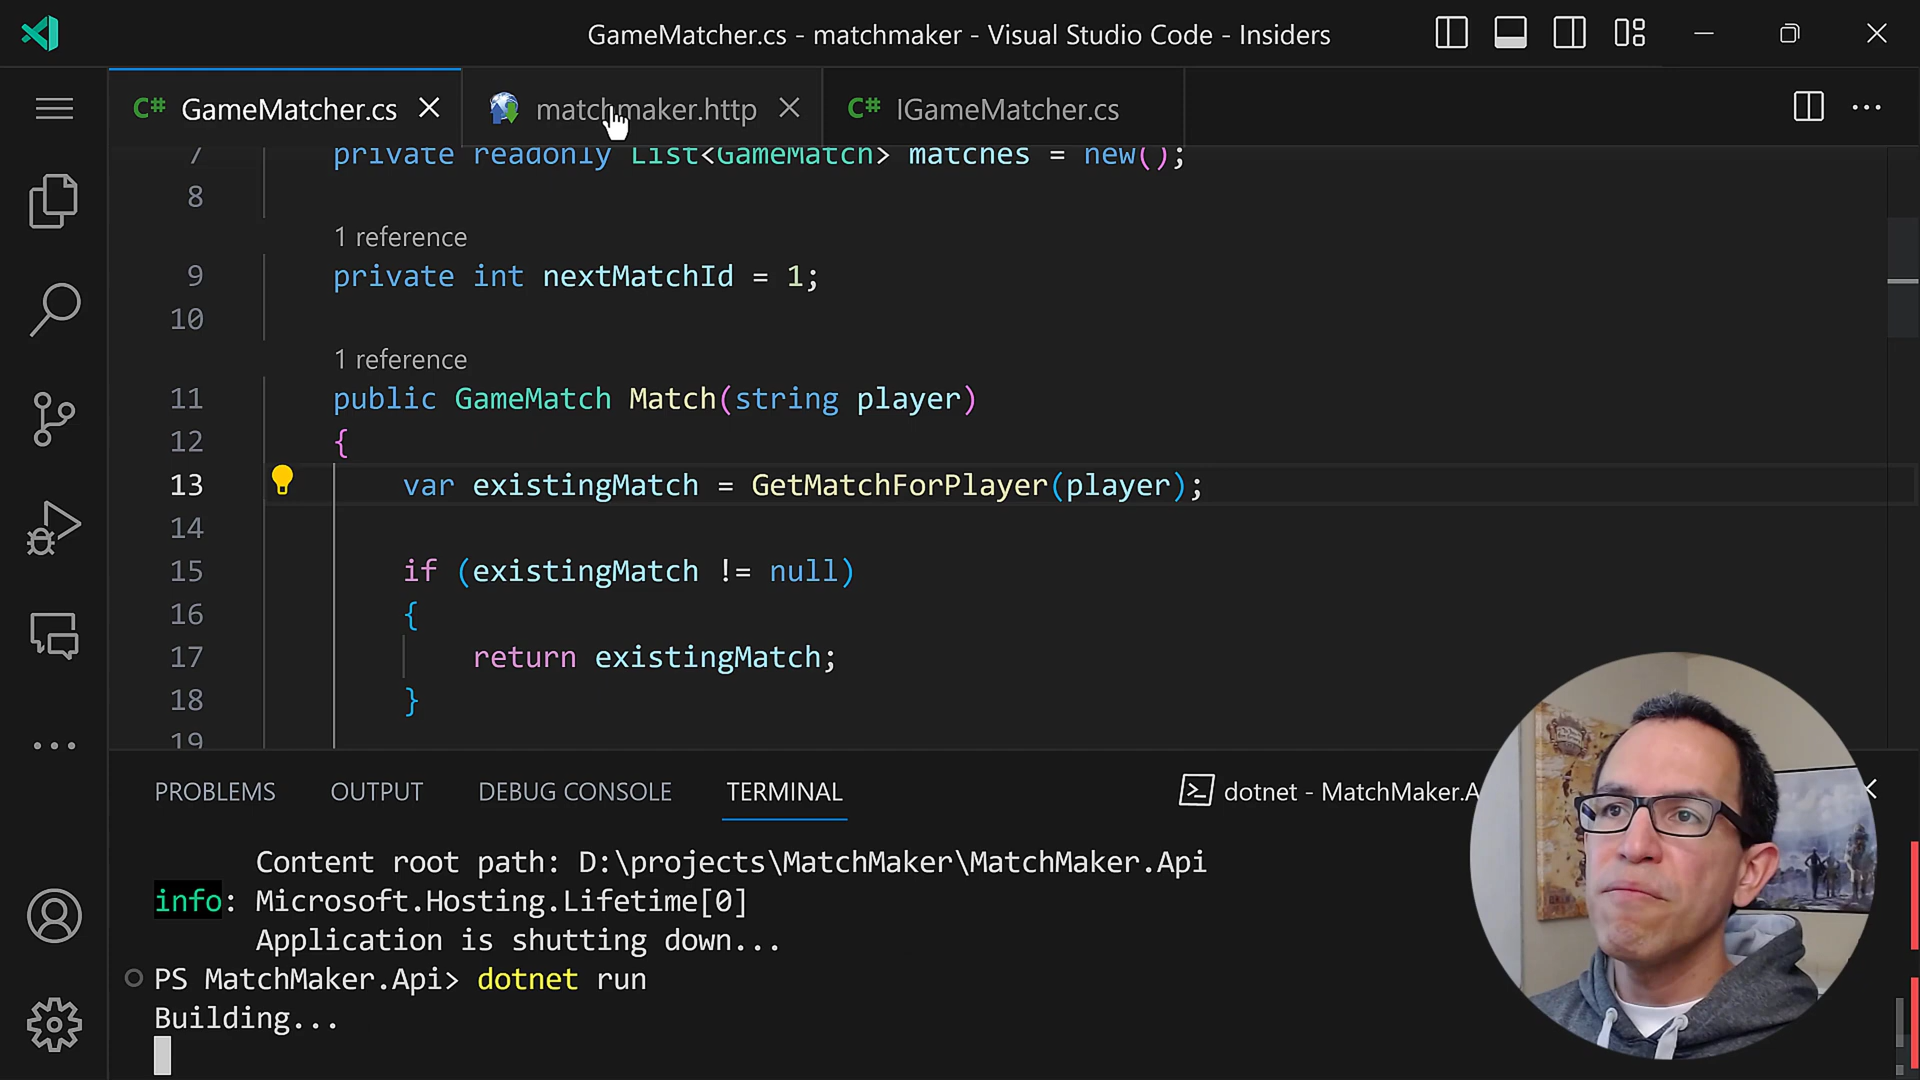 GameMatcher.cs - matchmaker - Visual Studio Code - Insiders
C# GameMatcher.cs
matchmaker.http
C# IGameMatcher.cs
7 private readonly List<GameMatch> matches = new();
8
1 reference
9 private int nextMatchId = 1;
10
1 reference
11 public GameMatch Match(string player)
12 {
13 var existingMatch = GetMatchForPlayer(player);
14
15 if (existingMatch != null)
16 {
17 return existingMatch;
18 }
19
PROBLEMS OUTPUT DEBUG CONSOLE TERMINAL
dotnet - MatchMaker.A
Content root path: D:\projects\MatchMaker\MatchMaker.Api
info: Microsoft.Hosting.Lifetime[0]
Application is shutting down...
PS MatchMaker.Api> dotnet run
Building...